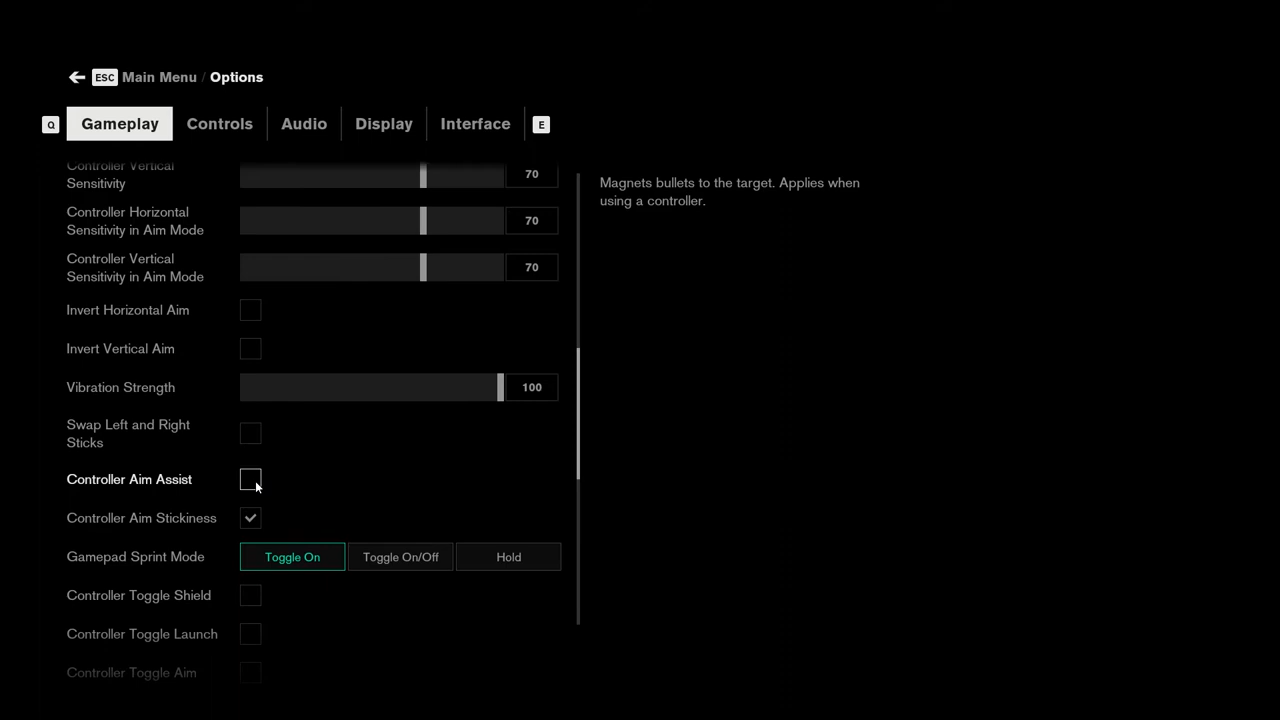 ESC Main Menu / Options
Q Gameplay Controls Audio Display Interface E
Controller Vertical
Sensitivity
70
Controller Horizontal
Sensitivity in Aim Mode
70
Controller Vertical
Sensitivity in Aim Mode
70
Invert Horizontal Aim
Invert Vertical Aim
Vibration Strength 100
Swap Left and Right
Sticks
Controller Aim Assist
Controller Aim Stickiness
Gamepad Sprint Mode Toggle On Toggle On/Off Hold
Controller Toggle Shield
Controller Toggle Launch
Controller Toggle Aim
Magnets bullets to the target. Applies when
using a controller.